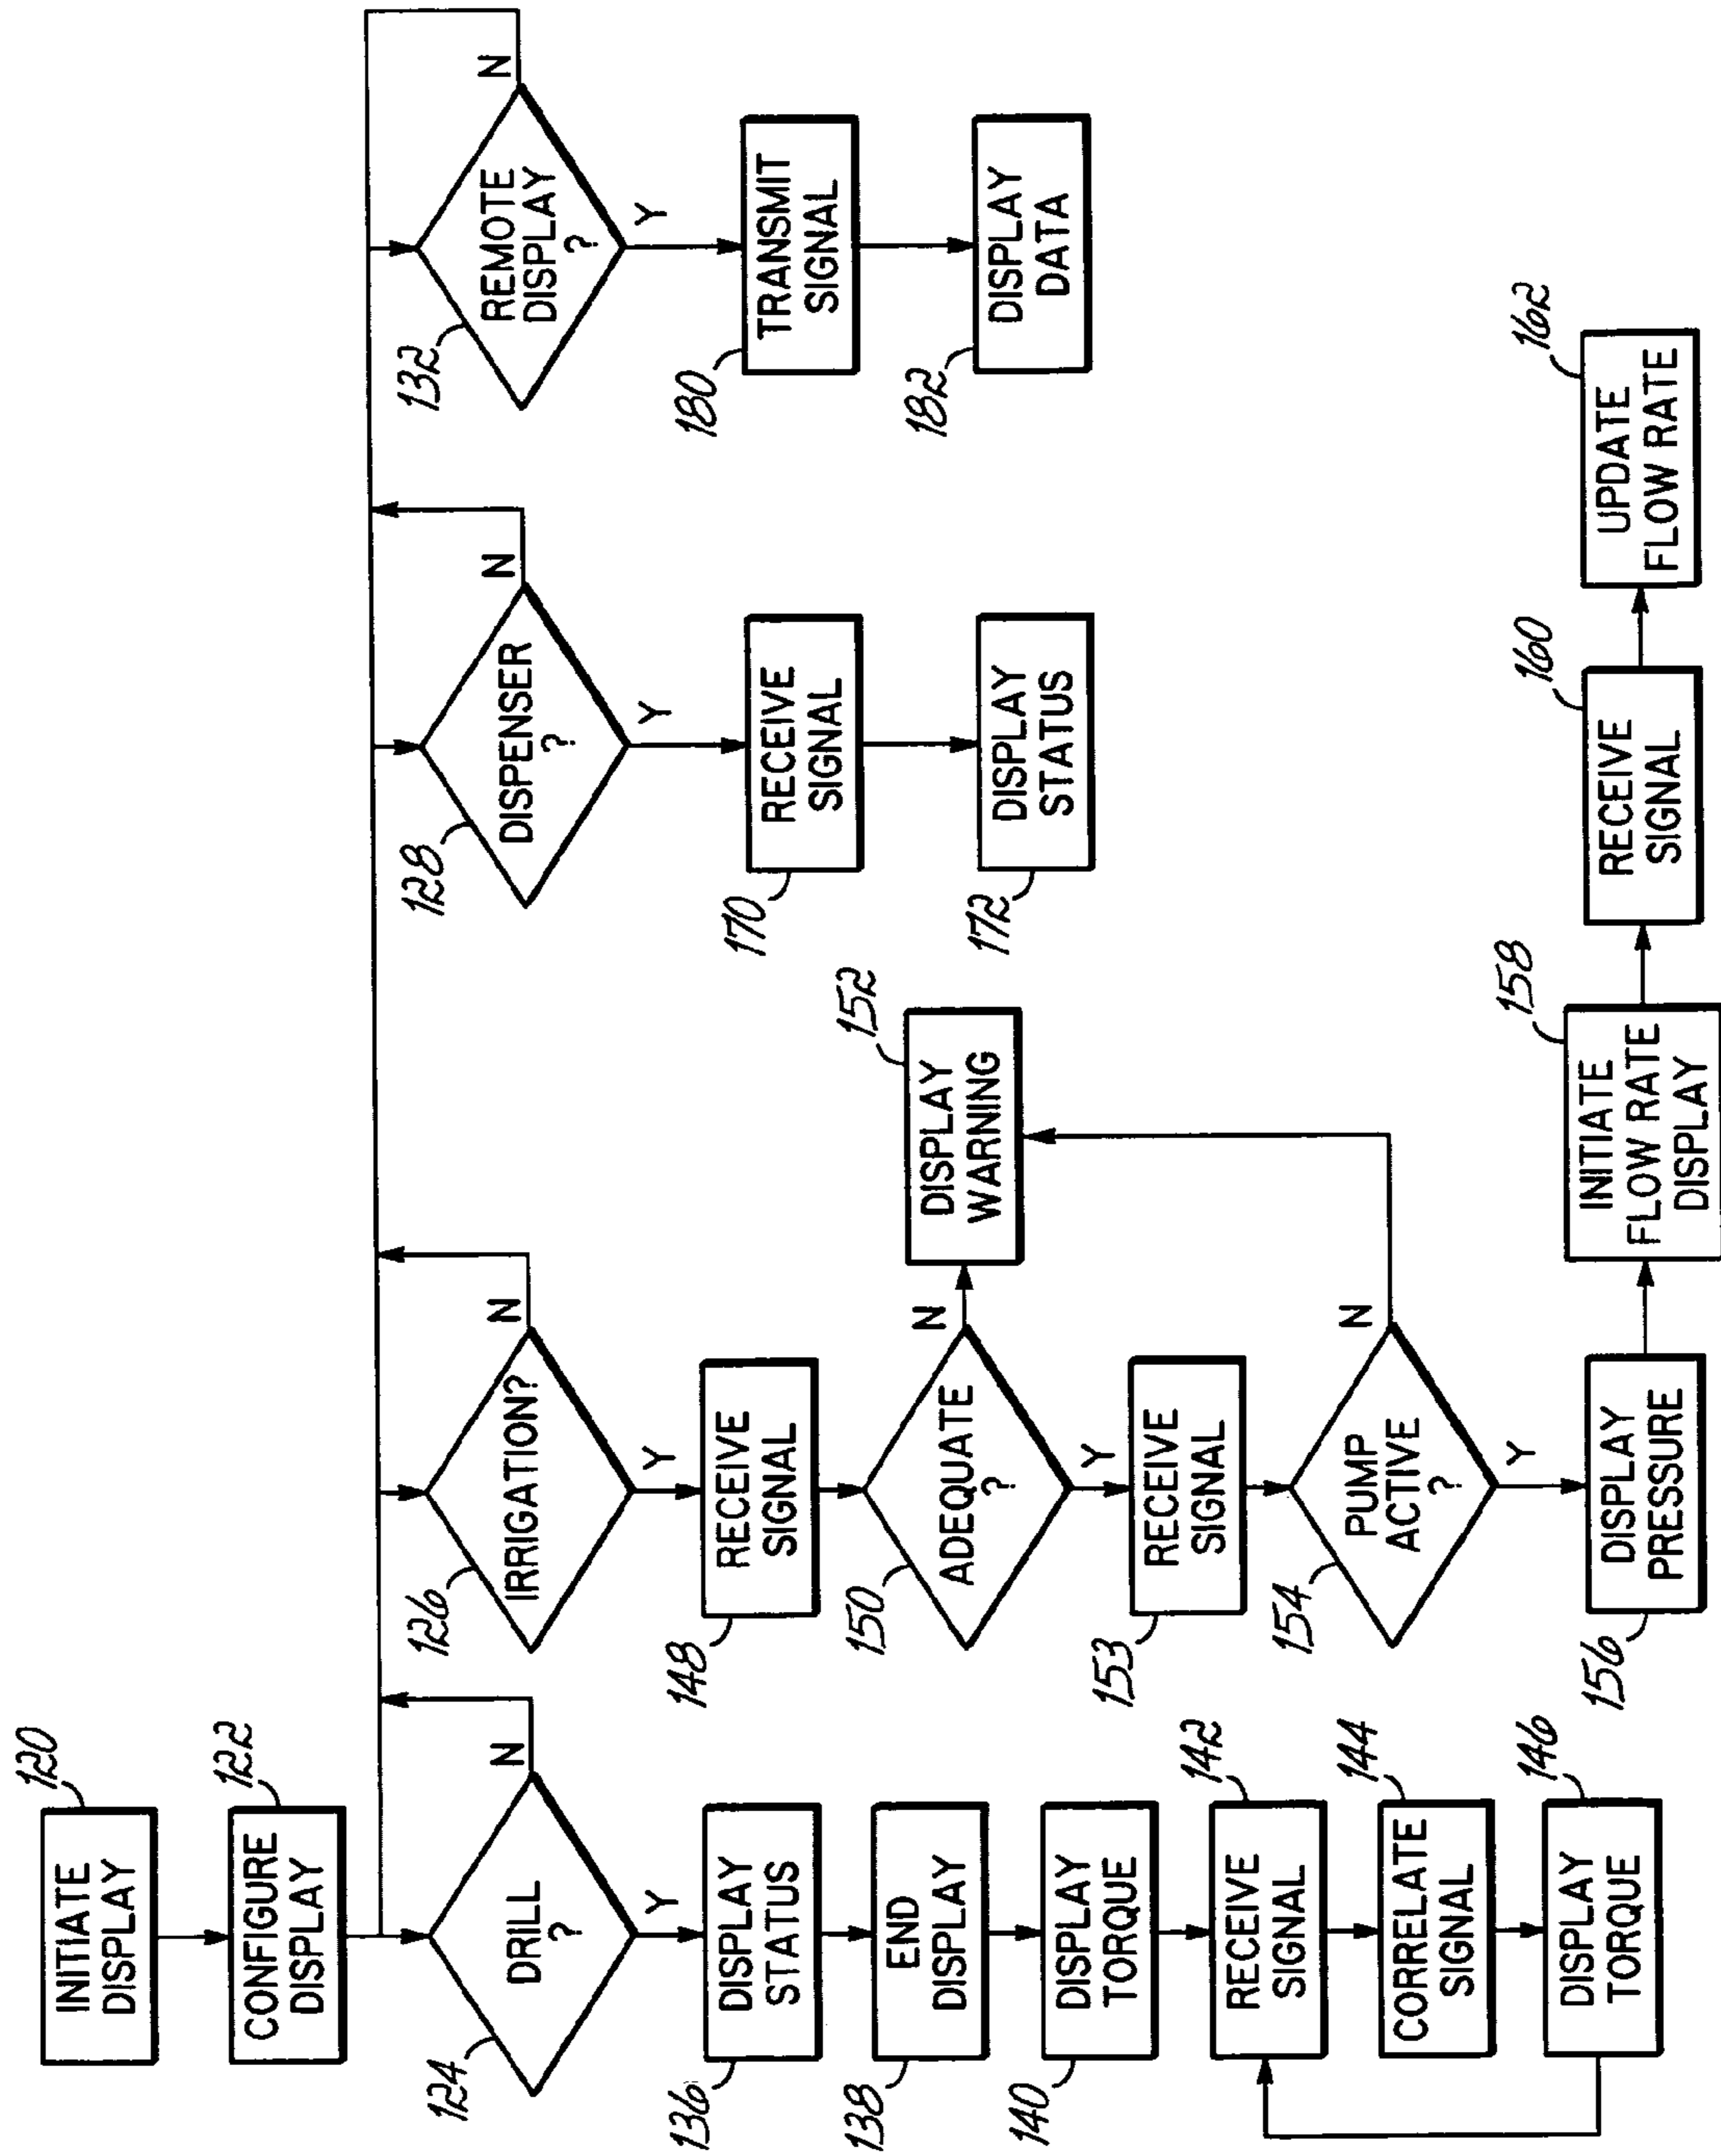 120
INITIATE
DISPLAY
122
CONFIGURE
DISPLAY
124
DRILL
?
N
Y
136
DISPLAY
STATUS
138
END
DISPLAY
140
DISPLAY
TORQUE
142
RECEIVE
SIGNAL
144
CORRELATE
SIGNAL
146
DISPLAY
TORQUE
126
IRRIGATION?
N
Y
148
RECEIVE
SIGNAL
150
ADEQUATE
?
N
Y
152
DISPLAY
WARNING
153
RECEIVE
SIGNAL
154
PUMP
ACTIVE
?
N
Y
156
DISPLAY
PRESSURE
158
INITIATE
FLOW RATE
DISPLAY
160
RECEIVE
SIGNAL
162
UPDATE
FLOW RATE
128
DISPENSER
?
N
Y
170
RECEIVE
SIGNAL
172
DISPLAY
STATUS
132
REMOTE
DISPLAY
?
N
Y
180
TRANSMIT
SIGNAL
182
DISPLAY
DATA